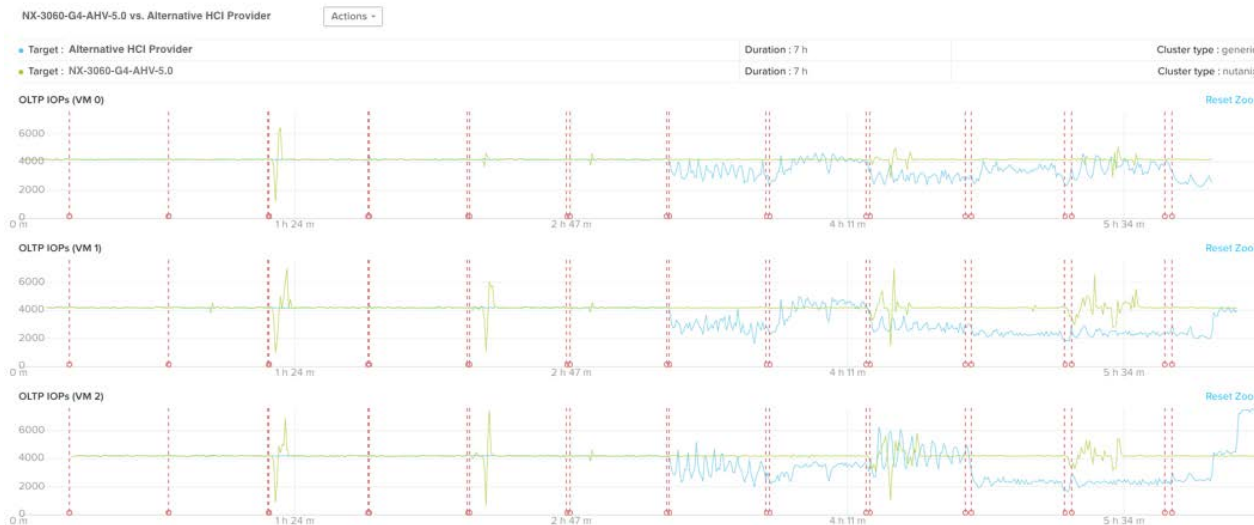 NX-3060-G4-AHV-5.0 vs. Alternative HCI Provider Actions
Target : Alternative HCI Provider Duration : 7 h Cluster type : generic
Target : NX-3060-G4-AHV-5.0 Duration : 7 h Cluster type : nutanix
OLTP IOPs (VM 0) Reset Zoo
6000
4000
2000
0
0 m 1 h 24 m 2 h 47 m 4 h 11 m 5 h 34 m
OLTP IOPs (VM 1) Reset Zoo
6000
4000
2000
0
0 m 1 h 24 m 2 h 47 m 4 h 11 m 5 h 34 m
OLTP IOPs (VM 2) Reset Zoo
6000
4000
2000
0
0 m 1 h 24 m 2 h 47 m 4 h 11 m 5 h 34 m